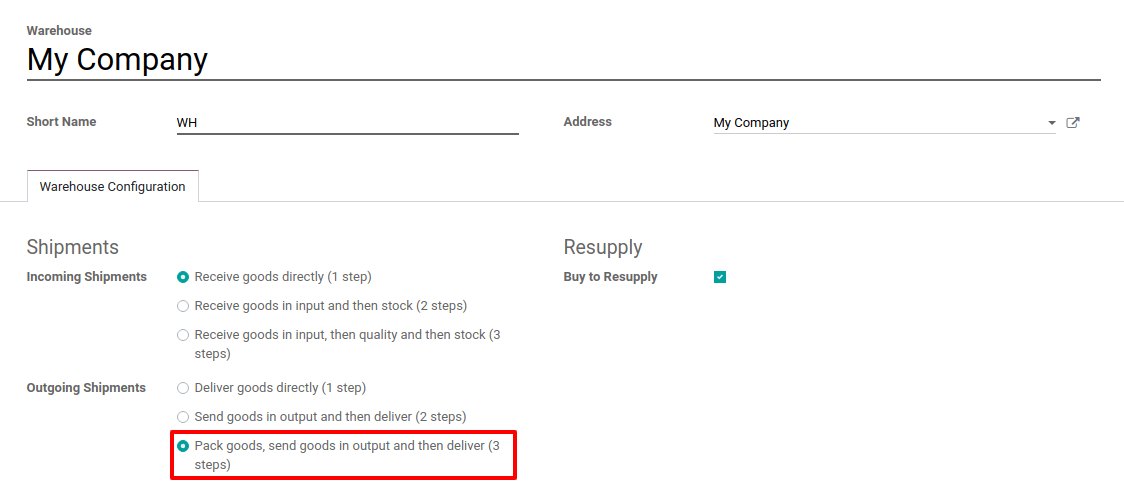 Warehouse
My Company
Short Name
WH
Address
My Company
Warehouse Configuration
Shipments
Incoming Shipments
Receive goods directly (1 step)
Receive goods in input and then stock (2 steps)
Receive goods in input, then quality and then stock (3
steps)
Outgoing Shipments
Deliver goods directly (1 step)
Send goods in output and then deliver (2 steps)
Pack goods, send goods in output and then deliver (3
steps)
Resupply
Buy to Resupply